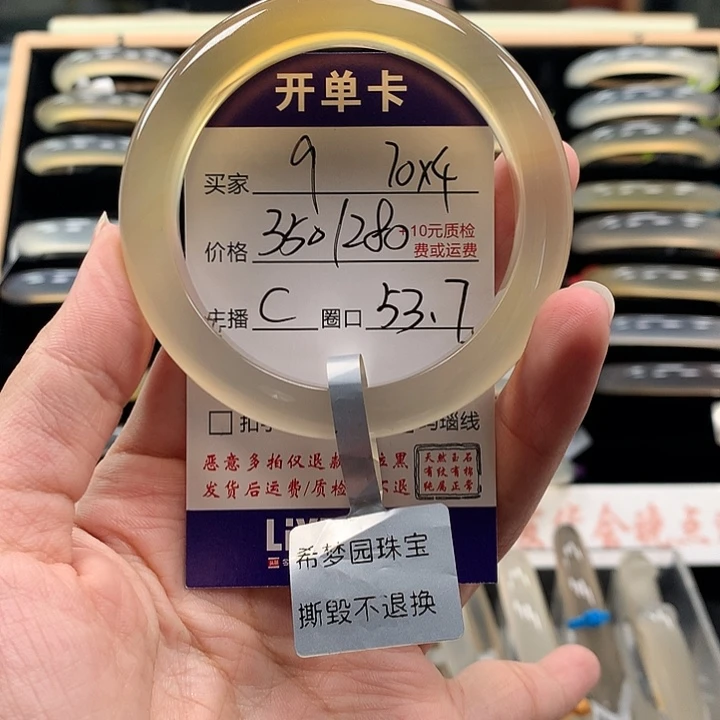 开单卡
买家 9 70x4
价格 350/280 +10元质检
费或运费
主播 C 圈口 53.7
恶意多拍仅退款 拉黑
发货后运费/质检 不退
天然玉石
有纹有棉
纯属正常
希梦园珠宝
撕毁不退换